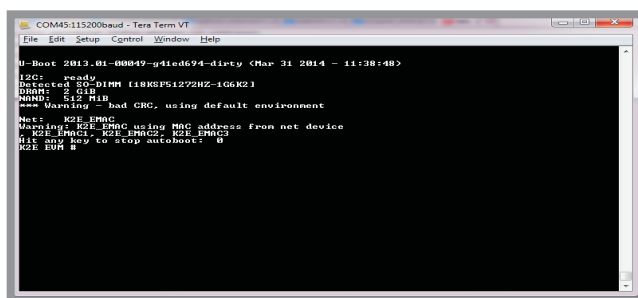 COM45:115200baud - Tera Term VT
File Edit Setup Control Window Help
U-Boot 2013.01-00049-g41ed694-dirty (Mar 31 2014 - 11:38:48)
I2C: ready
Detected SO-DIMM [18KSF51272HZ-1G6K2]
DRAM: 2 GiB
NAND: 512 MiB
*** Warning - bad CRC, using default environment
Net: K2E_EMAC
Warning: K2E_EMAC using MAC address from net device
, K2E_EMAC1, K2E_EMAC2, K2E_EMAC3
Hit any key to stop autoboot: 0
K2E EVM #